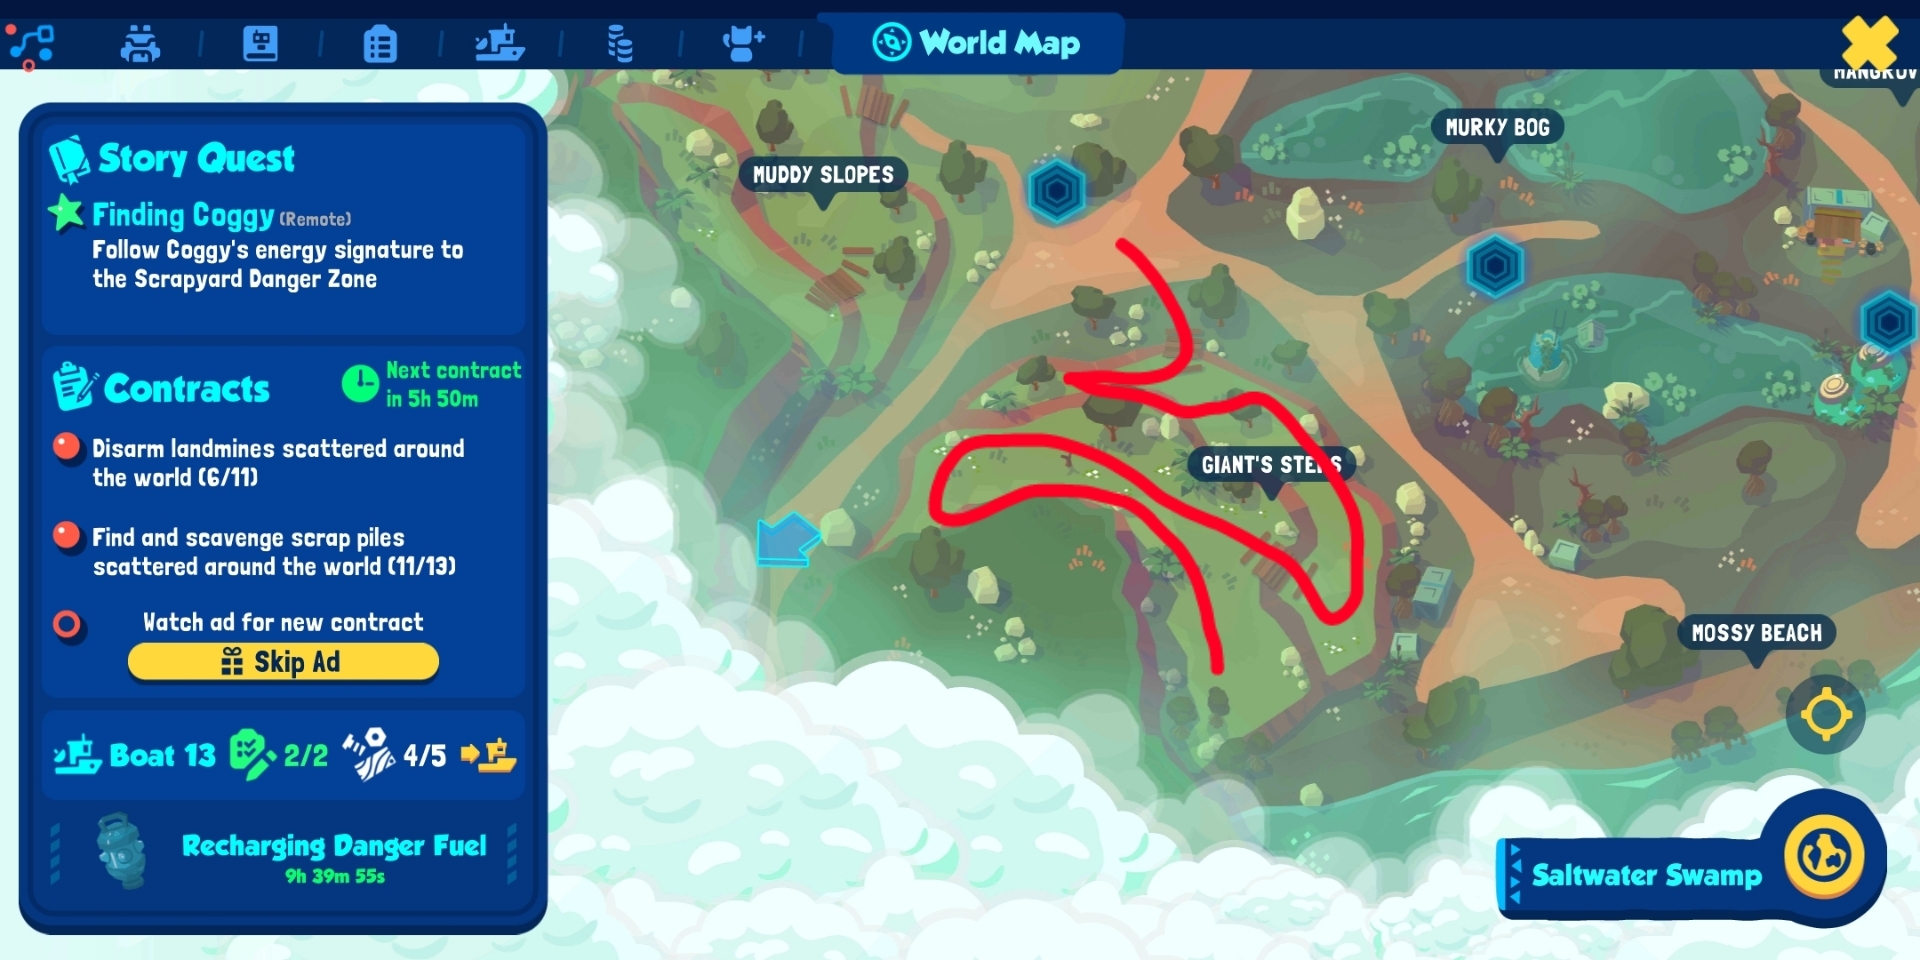 World Map
MANGROV
Story Quest
Finding Coggy (Remote)
Follow Coggy's energy signature to
the Scrapyard Danger Zone
Contracts
Next contract
in 5h 50m
Disarm landmines scattered around
the world (6/11)
Find and scavenge scrap piles
scattered around the world (11/13)
Watch ad for new contract
Skip Ad
Boat 13 2/2 4/5
Recharging Danger Fuel
9h 39m 55s
MUDDY SLOPES
MURKY BOG
GIANT'S STEPS
MOSSY BEACH
Saltwater Swamp